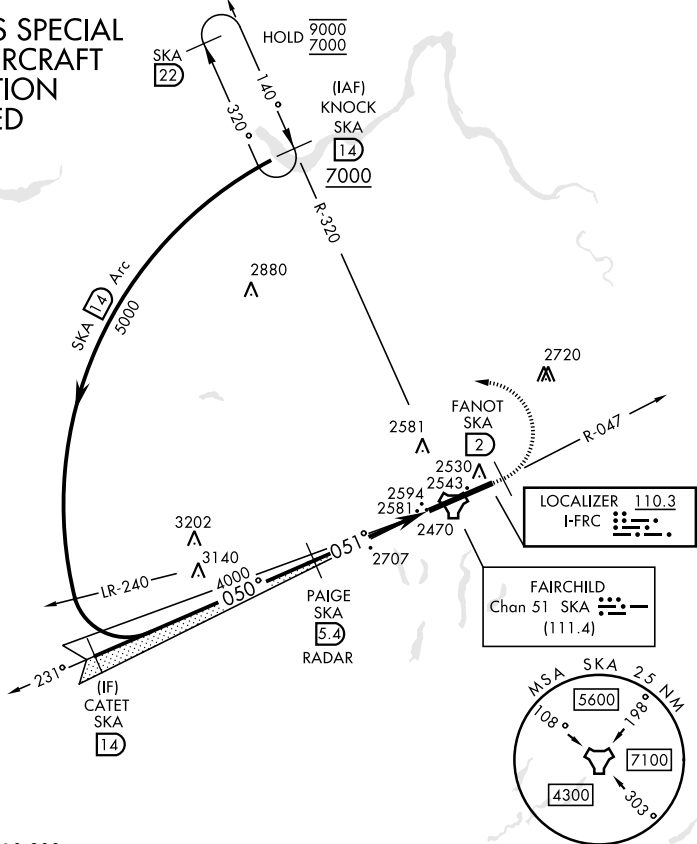 S SPECIAL
RCRAFT
TION
ED
HOLD 9000
7000
SKA
22
140°
320°
(IAF)
KNOCK
SKA
14
7000
R-320
SKA 14 Arc
5000
2880
2720
FANOT
SKA
2
2581
R-047
2530
2543
2594
2581
2470
LOCALIZER 110.3
I-FRC
3202
3140
051°
2707
LR-240
4000
050°
PAIGE
SKA
5.4
RADAR
FAIRCHILD
Chan 51 SKA
(111.4)
231°
(IF)
CATET
SKA
14
MSA SKA 25 NM
5600
108°
198°
7100
4300
303°